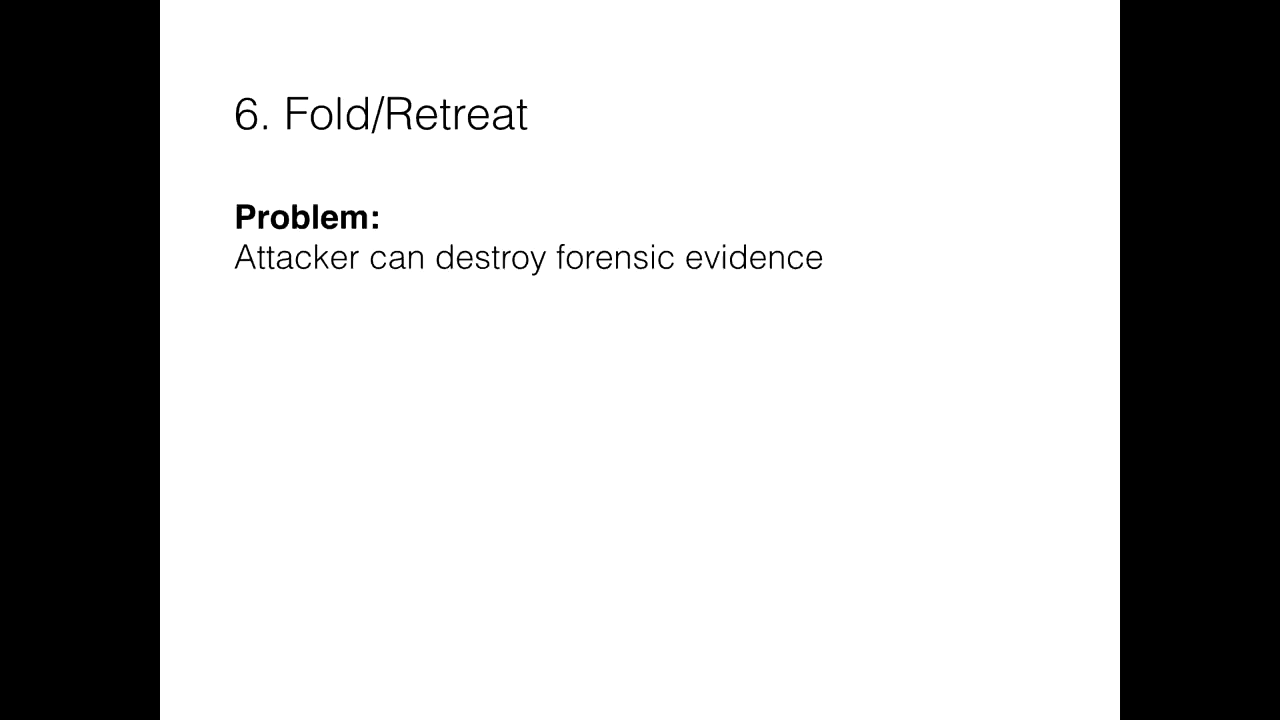 6. Fold/Retreat
Problem:
Attacker can destroy forensic evidence